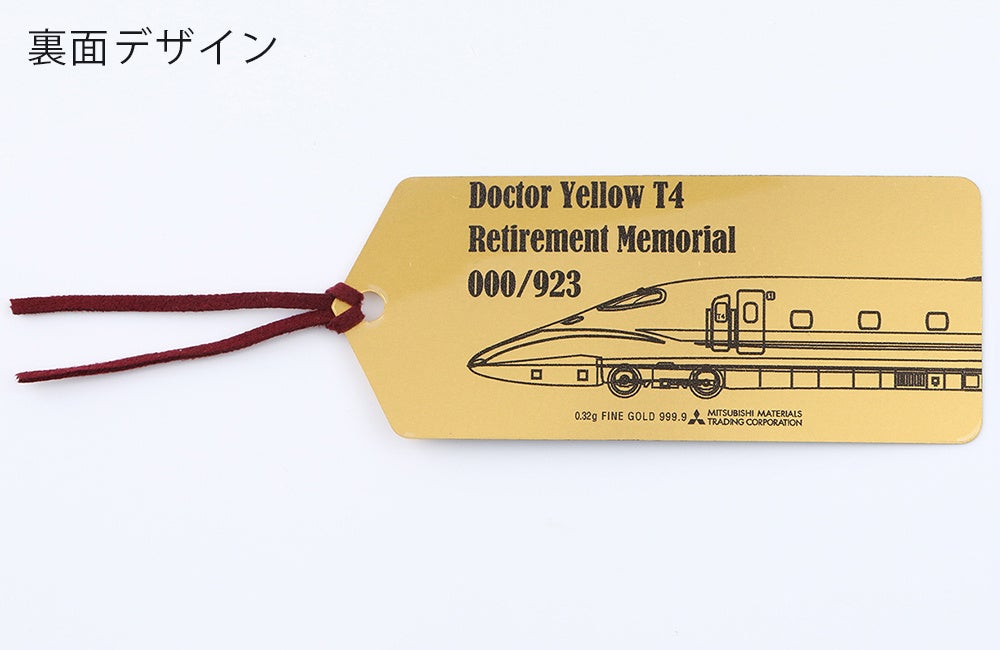 裏面デザイン
Doctor Yellow T4
Retirement Memorial
000/923
T4
0.32g FINE GOLD 999.9
MITSUBISHI MATERIALS
TRADING CORPORATION